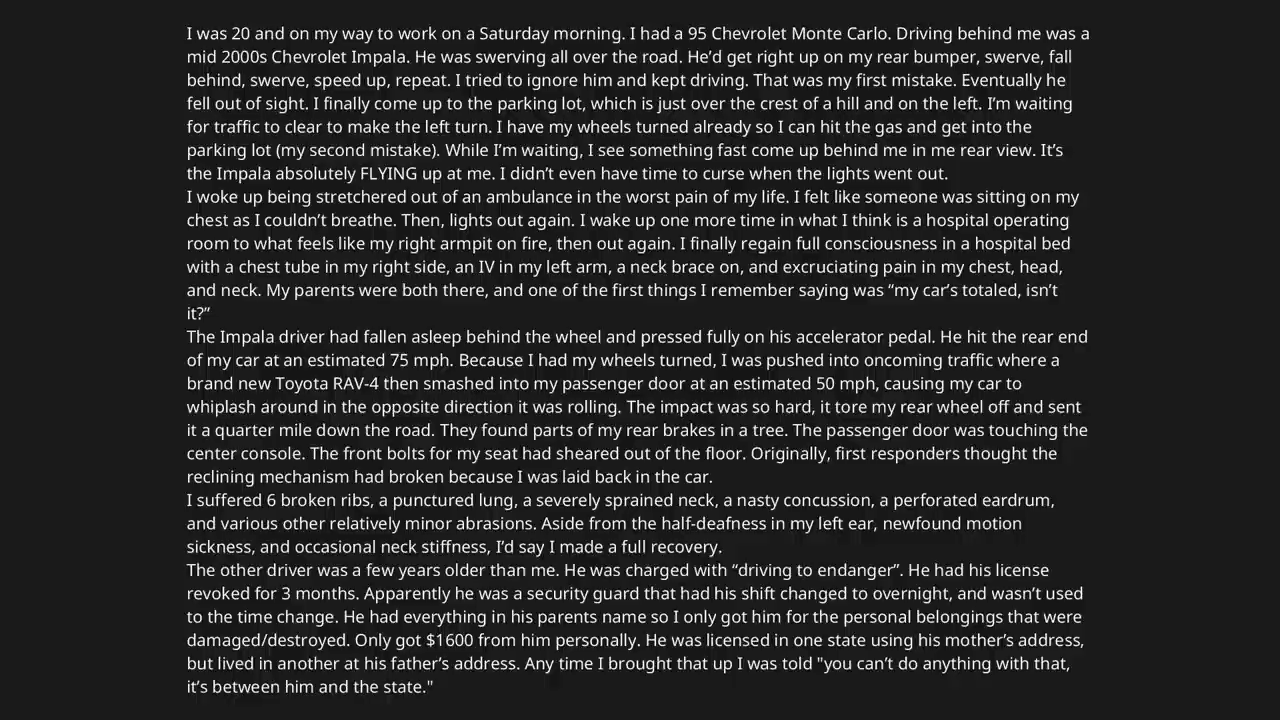 I was 20 and on my way to work on a Saturday morning. I had a 95 Chevrolet Monte Carlo. Driving behind me was a
mid 2000s Chevrolet Impala. He was swerving all over the road. He’d get right up on my rear bumper, swerve, fall
behind, swerve, speed up, repeat. I tried to ignore him and kept driving. That was my first mistake. Eventually he
fell out of sight. I finally come up to the parking lot, which is just over the crest of a hill and on the left. I’m waiting
for traffic to clear to make the left turn. I have my wheels turned already so I can hit the gas and get into the
parking lot (my second mistake). While I’m waiting, I see something fast come up behind me in me rear view. It’s
the Impala absolutely FLYING up at me. I didn’t even have time to curse when the lights went out.
I woke up being stretchered out of an ambulance in the worst pain of my life. I felt like someone was sitting on my
chest as I couldn’t breathe. Then, lights out again. I wake up one more time in what I think is a hospital operating
room to what feels like my right armpit on fire, then out again. I finally regain full consciousness in a hospital bed
with a chest tube in my right side, an IV in my left arm, a neck brace on, and excruciating pain in my chest, head,
and neck. My parents were both there, and one of the first things I remember saying was “my car’s totaled, isn’t
it?”
The Impala driver had fallen asleep behind the wheel and pressed fully on his accelerator pedal. He hit the rear end
of my car at an estimated 75 mph. Because I had my wheels turned, I was pushed into oncoming traffic where a
brand new Toyota RAV-4 then smashed into my passenger door at an estimated 50 mph, causing my car to
whiplash around in the opposite direction it was rolling. The impact was so hard, it tore my rear wheel off and sent
it a quarter mile down the road. They found parts of my rear brakes in a tree. The passenger door was touching the
center console. The front bolts for my seat had sheared out of the floor. Originally, first responders thought the
reclining mechanism had broken because I was laid back in the car.
I suffered 6 broken ribs, a punctured lung, a severely sprained neck, a nasty concussion, a perforated eardrum,
and various other relatively minor abrasions. Aside from the half-deafness in my left ear, newfound motion
sickness, and occasional neck stiffness, I’d say I made a full recovery.
The other driver was a few years older than me. He was charged with “driving to endanger”. He had his license
revoked for 3 months. Apparently he was a security guard that had his shift changed to overnight, and wasn’t used
to the time change. He had everything in his parents name so I only got him for the personal belongings that were
damaged/destroyed. Only got $1600 from him personally. He was licensed in one state using his mother’s address,
but lived in another at his father’s address. Any time I brought that up I was told "you can’t do anything with that,
it’s between him and the state."